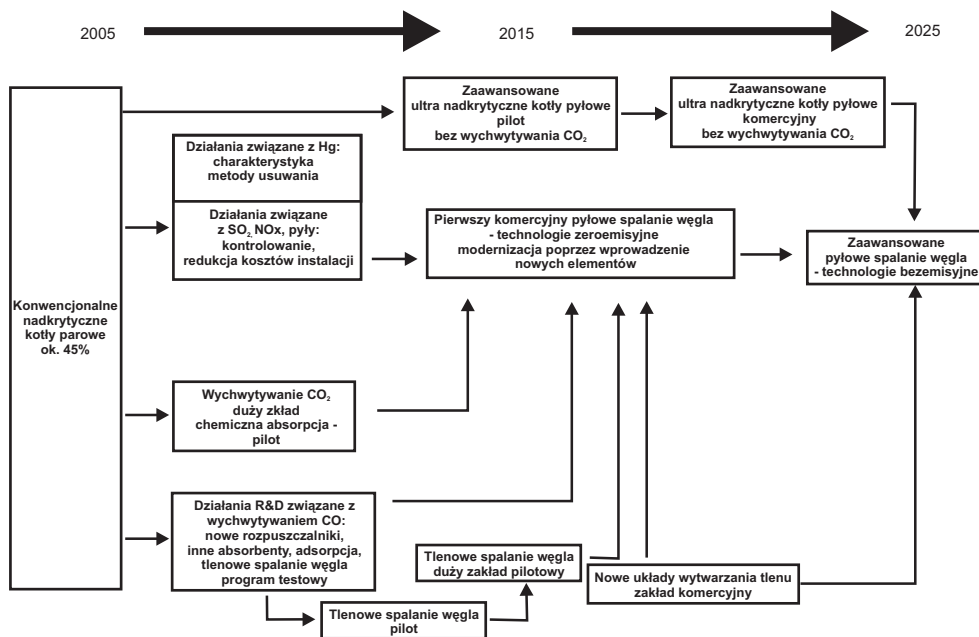 2005
2015
2025
Konwencjonalne
nadkrytyczne
kotły parowe
ok. 45%
Zaawansowane
ultra nadkrytyczne kotły pyłowe
pilot
bez wychwytywania CO₂
Zaawansowane
ultra nadkrytyczne kotły pyłowe
komercyjny
bez wychwytywania CO₂
Działania związane z Hg:
charakterystyka
metody usuwania
Działania związane
z SO₂, NOx, pyły:
kontrolowanie,
redukcja kosztów instalacji
Pierwszy komercyjny pyłowe spalanie węgla
- technologie zeroemisyjne
modernizacja poprzez wprowadzenie
nowych elementów
Zaawansowane
pyłowe spalanie węgla
- technologie bezemisyjne
Wychwytywanie CO₂
duży zkład
chemiczna absorpcja -
pilot
Działania R&D związane z
wychwytywaniem CO:
nowe rozpuszczalniki,
inne absorbenty, adsorpcja,
tlenowe spalanie węgla
program testowy
Tlenowe spalanie węgla
duży zakład pilotowy
Nowe układy wytwarzania tlenu
zakład komercyjny
Tlenowe spalanie węgla
pilot